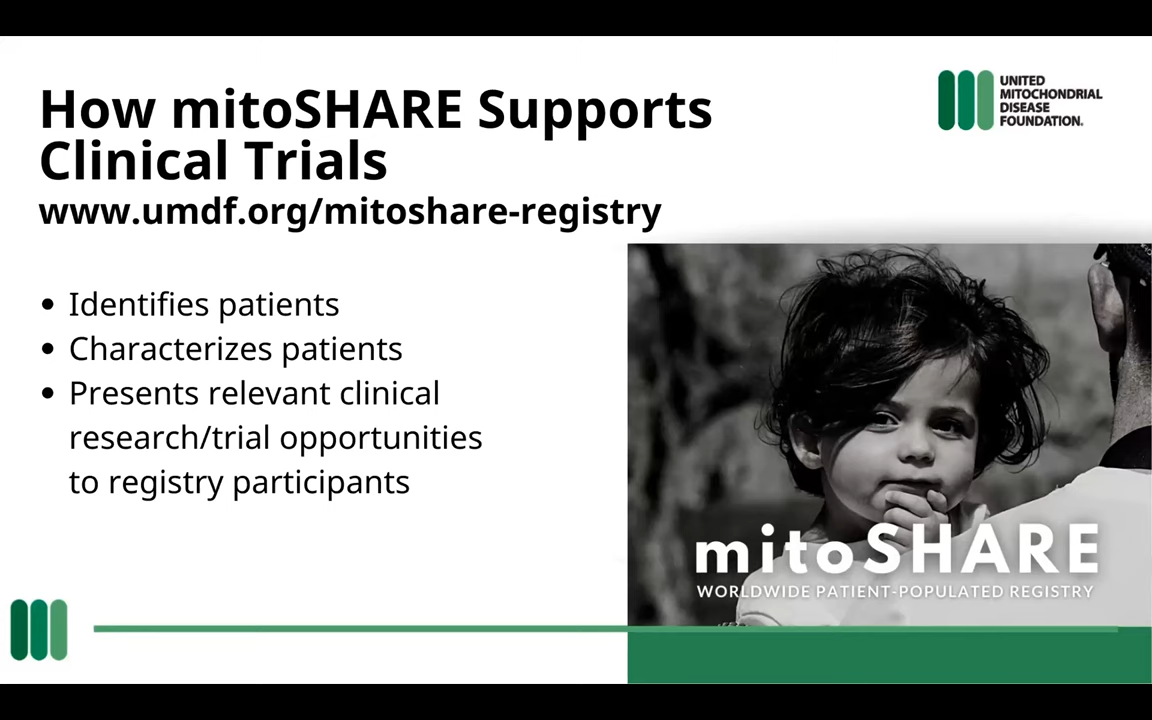 How mitoSHARE Supports
Clinical Trials
www.umdf.org/mitoshare-registry
UNITED
MITOCHONDRIAL
DISEASE
FOUNDATION.
• Identifies patients
• Characterizes patients
• Presents relevant clinical
research/trial opportunities
to registry participants
mitoSHARE
WORLDWIDE PATIENT-POPULATED REGISTRY